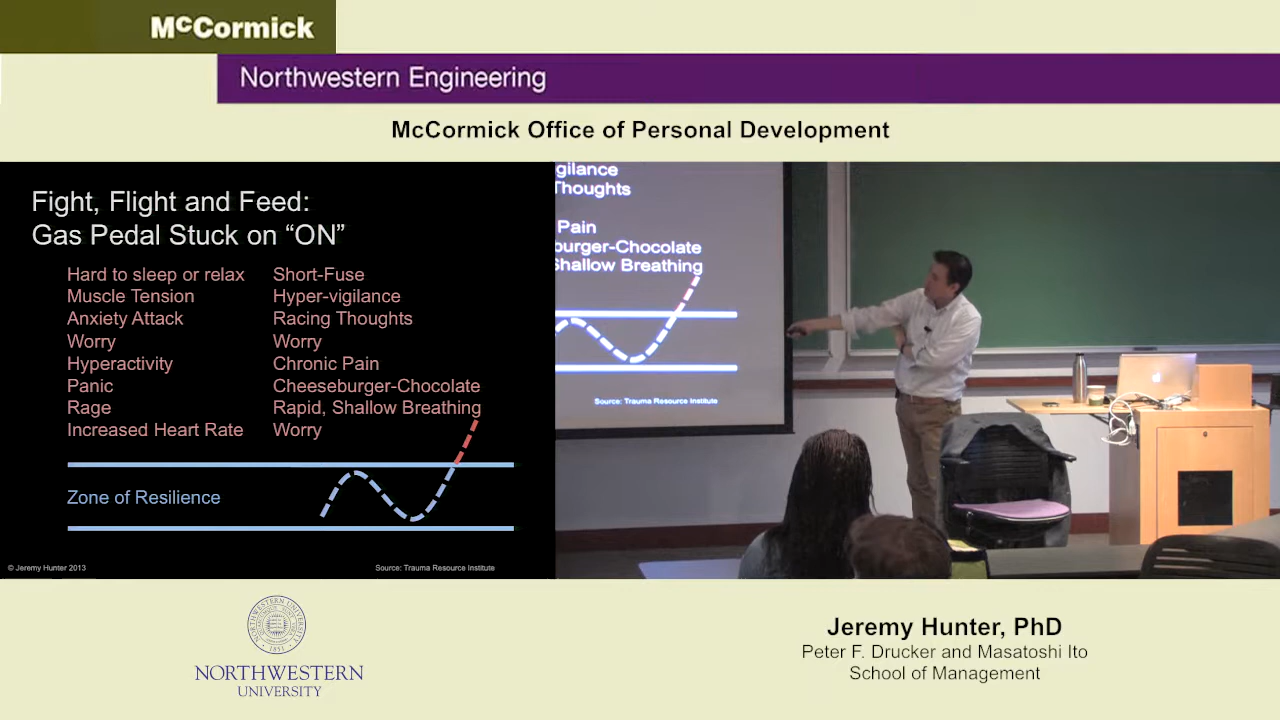 McCormick
Northwestern Engineering
McCormick Office of Personal Development
Fight, Flight and Feed:
Gas Pedal Stuck on “ON”
Hard to sleep or relax
Muscle Tension
Anxiety Attack
Worry
Hyperactivity
Panic
Rage
Increased Heart Rate
Short-Fuse
Hyper-vigilance
Racing Thoughts
Worry
Chronic Pain
Cheeseburger-Chocolate
Rapid, Shallow Breathing
Worry
Zone of Resilience
© Jeremy Hunter 2013
Source: Trauma Resource Institute
gilance
Thoughts
Pain
burger-Chocolate
Shallow Breathing
Source: Trauma Resource Institute
NORTHWESTERN
UNIVERSITY
Jeremy Hunter, PhD
Peter F. Drucker and Masatoshi Ito
School of Management